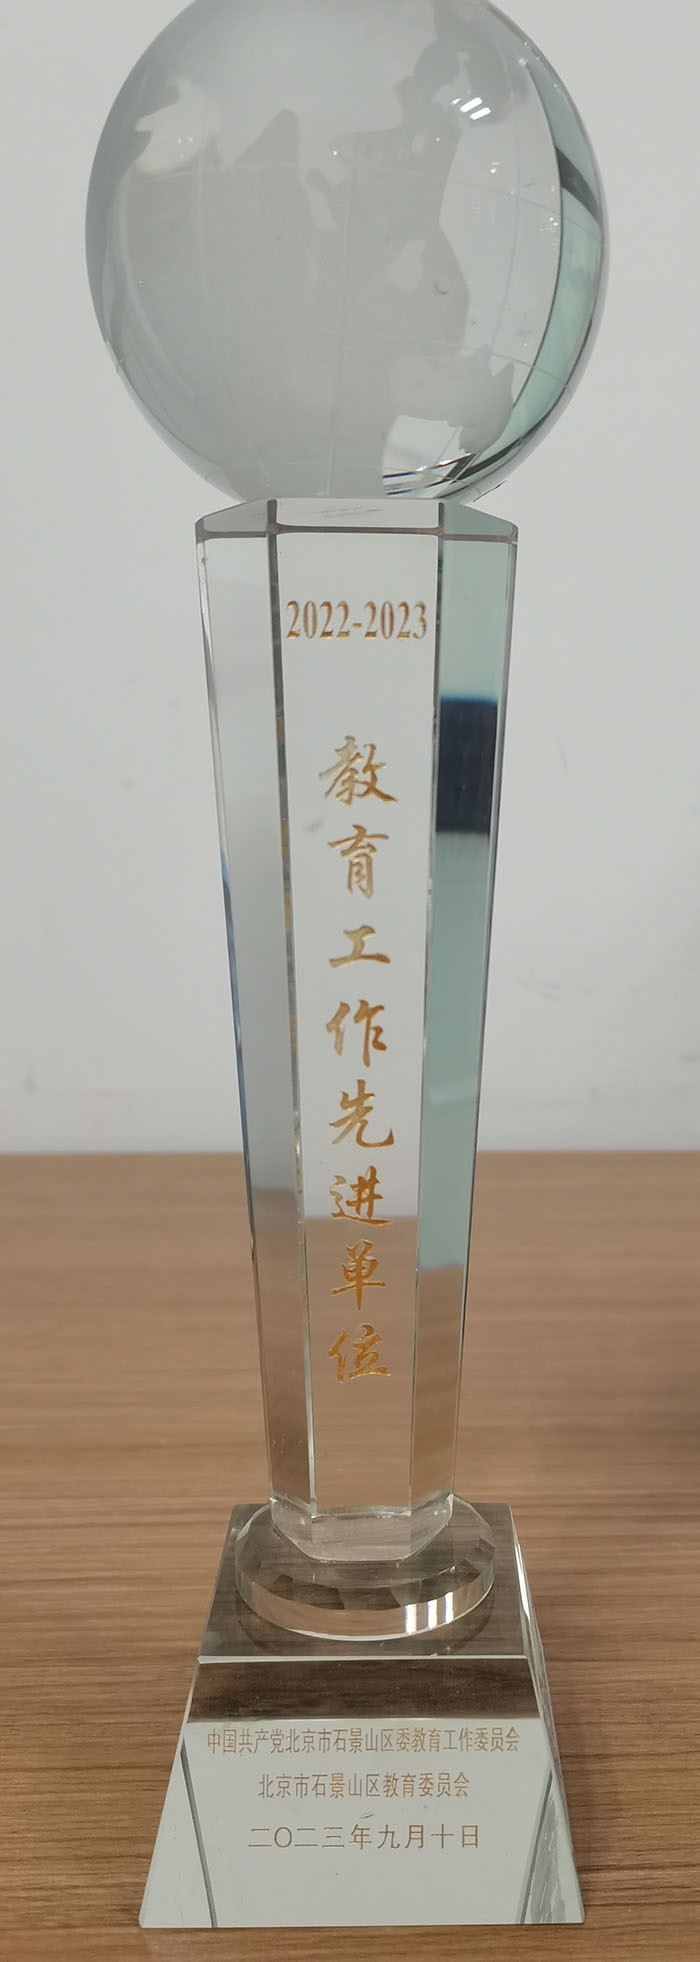 2022-2023
教育工作先进单位
中国共产党北京市石景山区委教育工作委员会
北京市石景山区教育委员会
二〇二三年九月十日